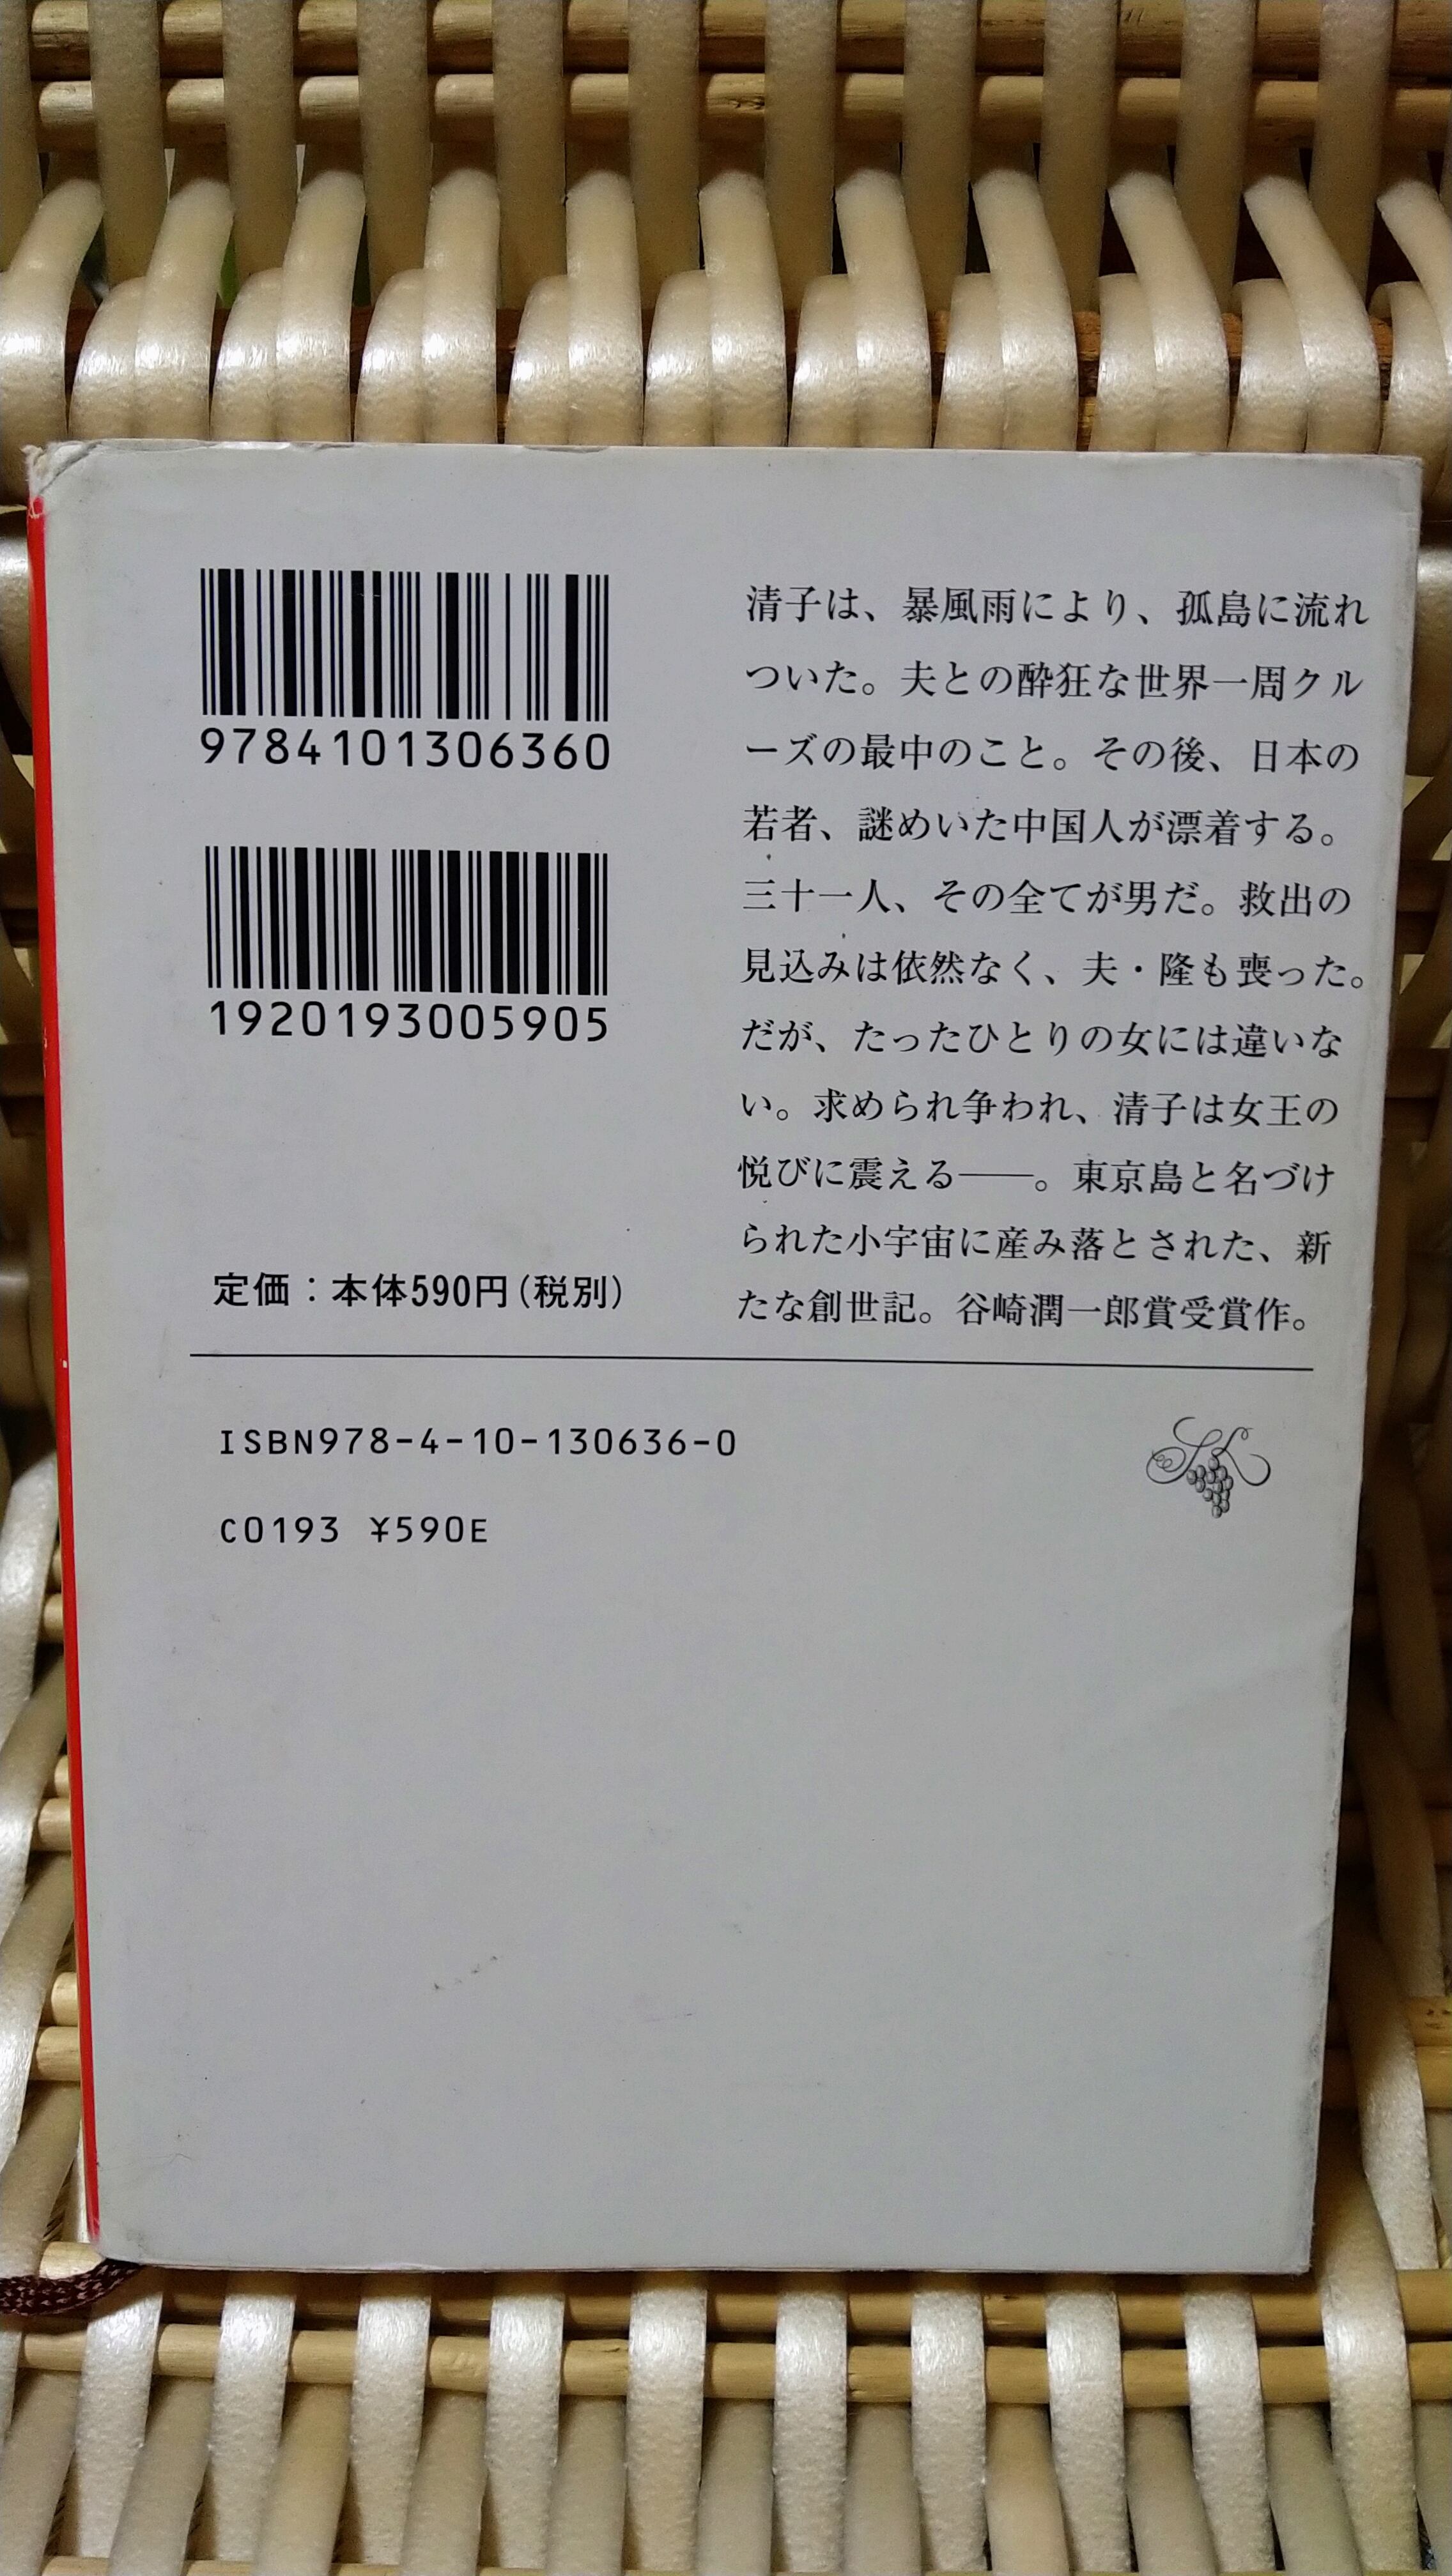 9784101306360
1920193005905
定価：本体590円(税別)
清子は、暴風雨により、孤島に流れ
ついた。夫との酔狂な世界一周クル
ーズの最中のこと。その後、日本の
若者、謎めいた中国人が漂着する。
三十一人、その全てが男だ。救出の
見込みは依然なく、夫・隆も喪った。
だが、たったひとりの女には違いな
い。求められ争われ、清子は女王の
悦びに震える――。東京島と名づけ
られた小宇宙に産み落とされた、新
たな創世記。谷崎潤一郎賞受賞作。
ISBN978-4-10-130636-0
C0193 ¥590E
SK